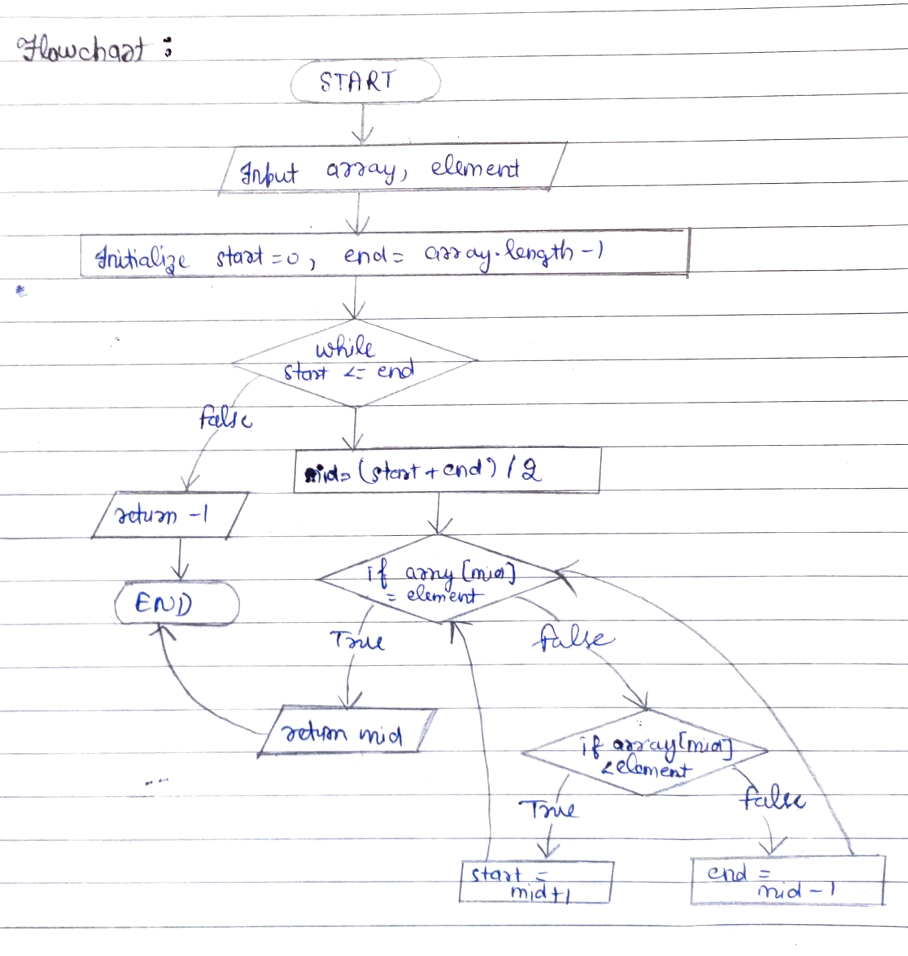 Flowchart :
START
Input array, element
Initialize start = 0, end = array.length - 1
while
start <= end
false
mid = (start + end) / 2
return -1
if array [mid]
= element
END
True
false
return mid
if array[mid]
< element
True
false
start =
mid+1
end =
mid - 1